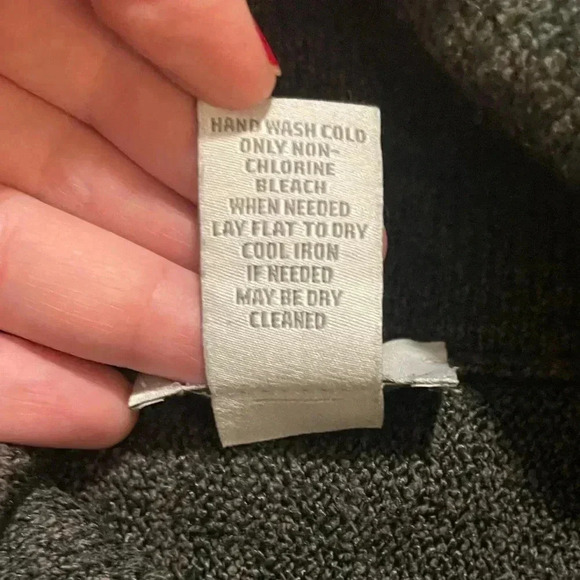 HAND WASH COLD
ONLY NON-
CHLORINE
BLEACH
WHEN NEEDED
LAY FLAT TO DRY
COOL IRON
IF NEEDED
MAY BE DRY
CLEANED